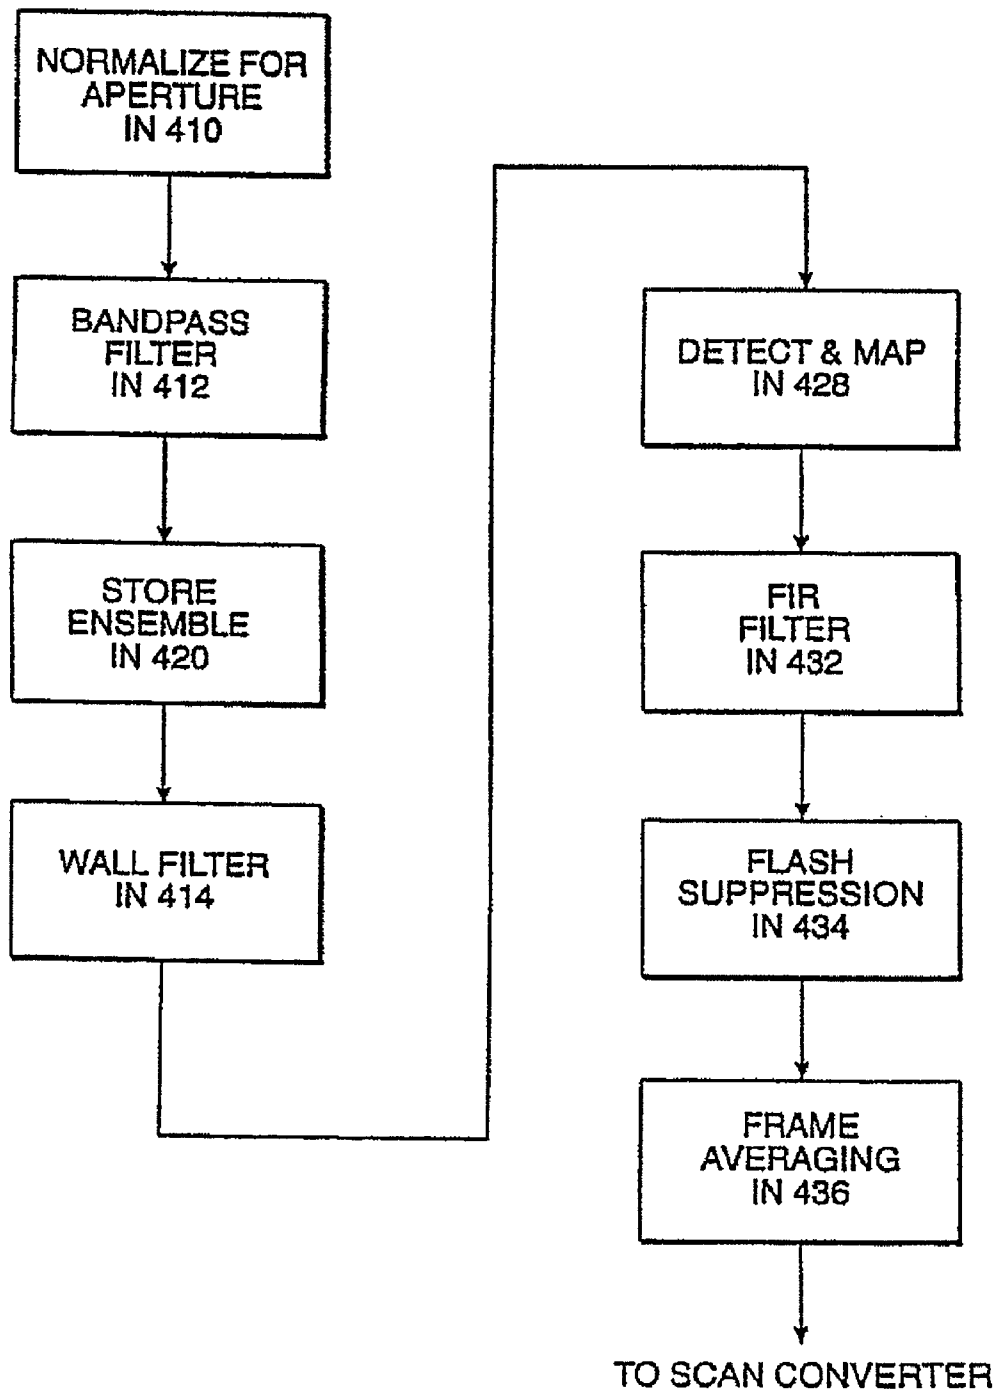 NORMALIZE FOR
APERTURE
IN 410
BANDPASS
FILTER
IN 412
STORE
ENSEMBLE
IN 420
WALL FILTER
IN 414
DETECT & MAP
IN 428
FIR
FILTER
IN 432
FLASH
SUPPRESSION
IN 434
FRAME
AVERAGING
IN 436
TO SCAN CONVERTER